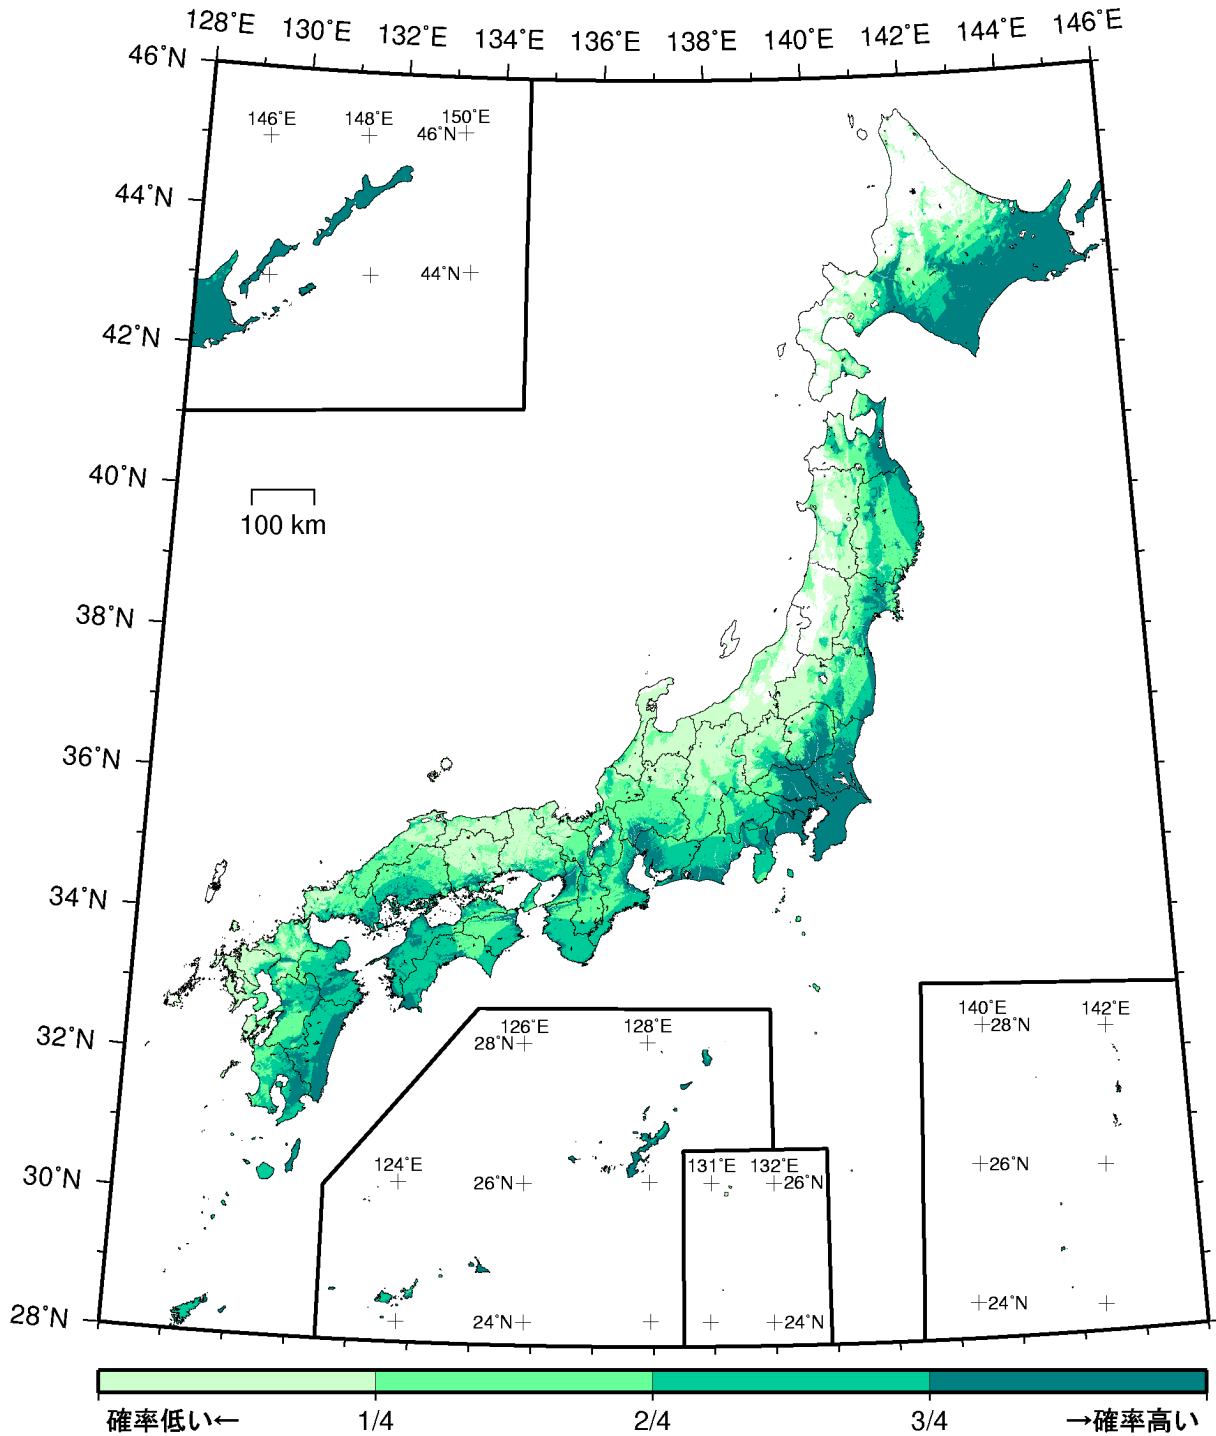 128°E 130°E 132°E 134°E 136°E 138°E 140°E 142°E 144°E 146°E
46°N
146°E 148°E 150°E
46°N
44°N
44°N
42°N
40°N
100 km
38°N
36°N
34°N
32°N
126°E 128°E
28°N
140°E 142°E
28°N
124°E
131°E 132°E
30°N
26°N
26°N
26°N
28°N
24°N
24°N
24°N
確率低い← 1/4 2/4 3/4 →確率高い